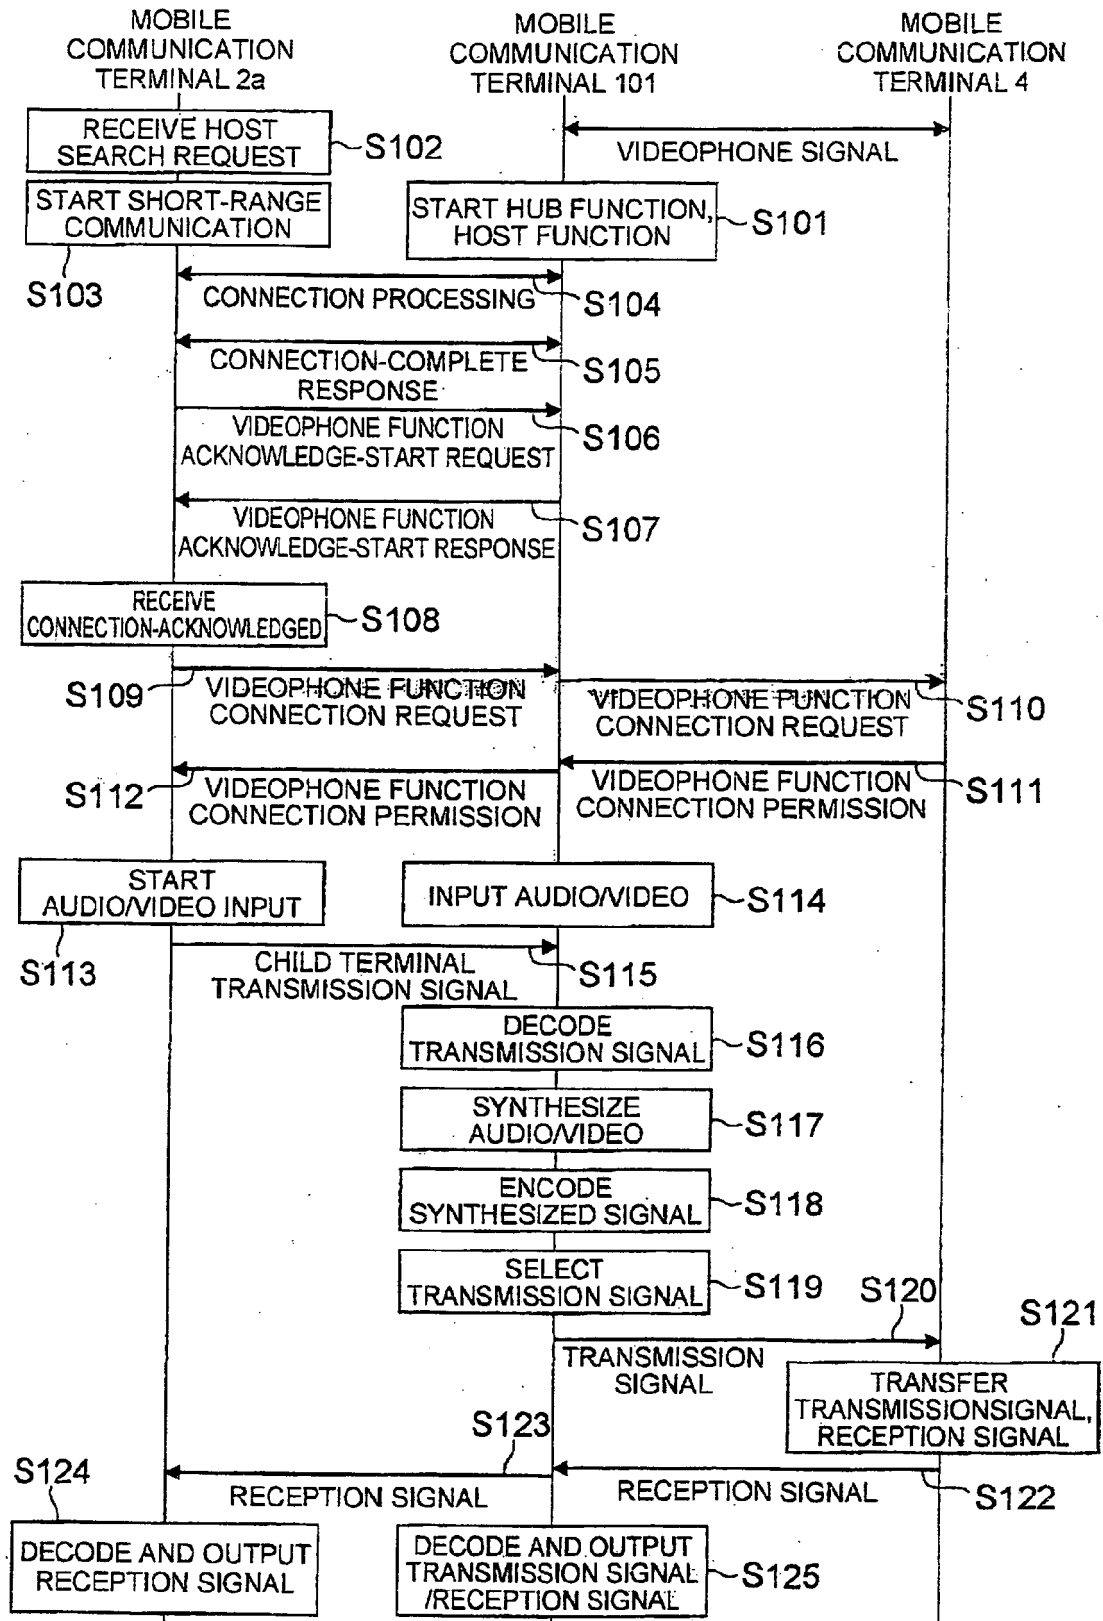 MOBILE
COMMUNICATION
TERMINAL 2a
MOBILE
COMMUNICATION
TERMINAL 101
MOBILE
COMMUNICATION
TERMINAL 4
RECEIVE HOST
SEARCH REQUEST
S102
VIDEOPHONE SIGNAL
START SHORT-RANGE
COMMUNICATION
S103
START HUB FUNCTION,
HOST FUNCTION
S101
CONNECTION PROCESSING
S104
CONNECTION-COMPLETE
RESPONSE
S105
VIDEOPHONE FUNCTION
ACKNOWLEDGE-START REQUEST
S106
VIDEOPHONE FUNCTION
ACKNOWLEDGE-START RESPONSE
S107
RECEIVE
CONNECTION-ACKNOWLEDGED
S108
S109
VIDEOPHONE FUNCTION
CONNECTION REQUEST
VIDEOPHONE FUNCTION
CONNECTION REQUEST
S110
S112
VIDEOPHONE FUNCTION
CONNECTION PERMISSION
VIDEOPHONE FUNCTION
CONNECTION PERMISSION
S111
START
AUDIO/VIDEO INPUT
S113
INPUT AUDIO/VIDEO
S114
CHILD TERMINAL
TRANSMISSION SIGNAL
S115
DECODE
TRANSMISSION SIGNAL
S116
SYNTHESIZE
AUDIO/VIDEO
S117
ENCODE
SYNTHESIZED SIGNAL
S118
SELECT
TRANSMISSION SIGNAL
S119
S120
TRANSMISSION
SIGNAL
S121
TRANSFER
TRANSMISSIONSIGNAL,
RECEPTION SIGNAL
S123
RECEPTION SIGNAL
RECEPTION SIGNAL
S122
S124
DECODE AND OUTPUT
RECEPTION SIGNAL
DECODE AND OUTPUT
TRANSMISSION SIGNAL
/RECEPTION SIGNAL
S125